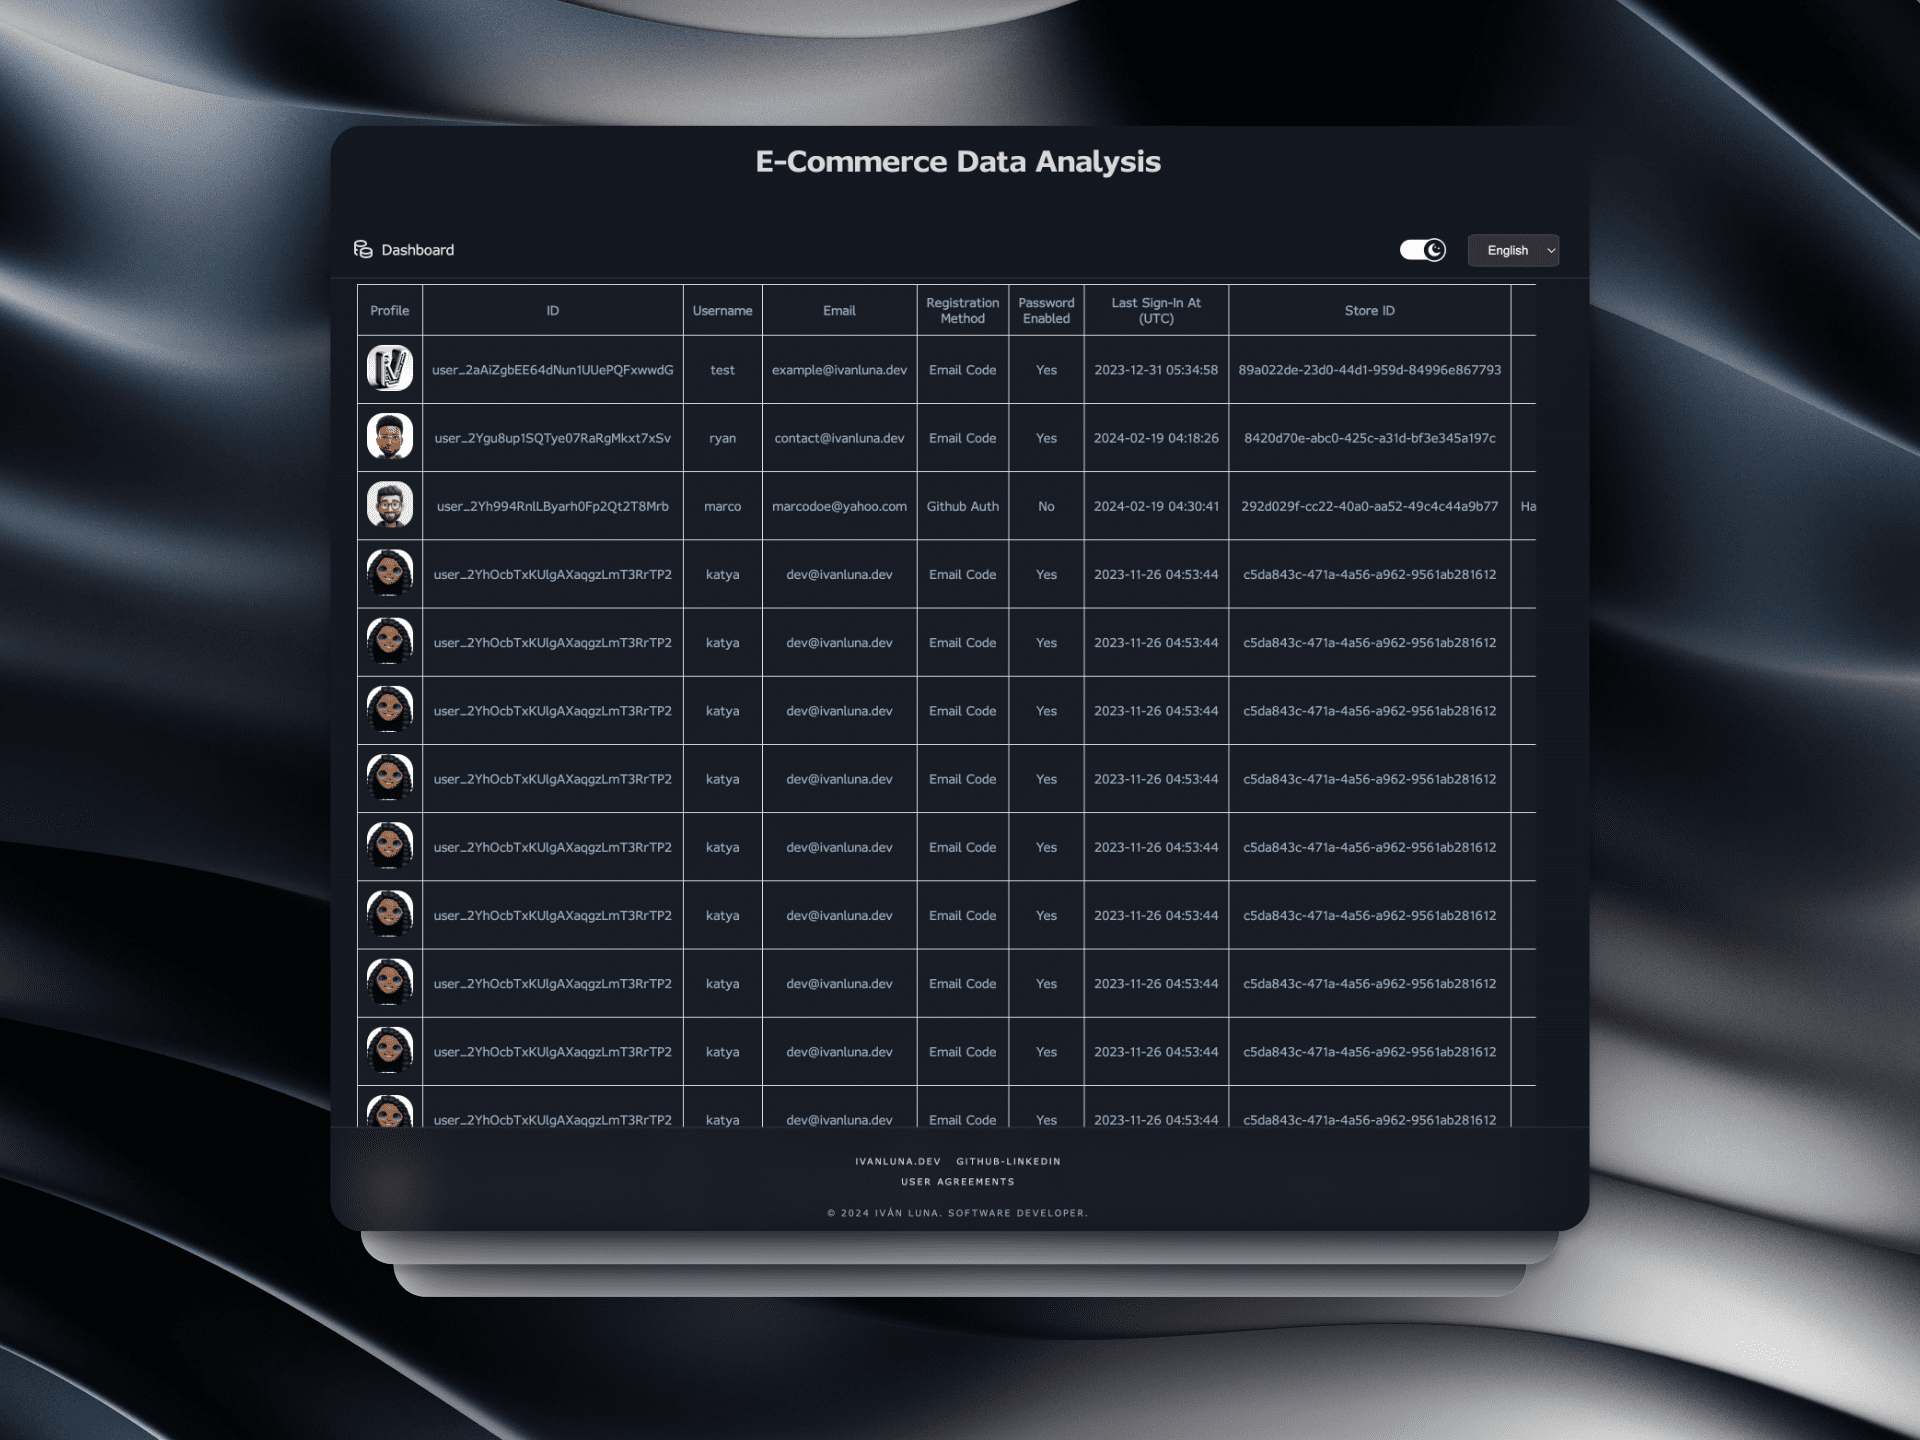 E-Commerce Data Analysis
Dashboard
English
Profile ID Username Email Registration Method Password Enabled Last Sign-In At (UTC) Store ID
user_2aAiZgbEE64dNun1UUePQFxwwdG test example@ivanluna.dev Email Code Yes 2023-12-31 05:34:58 89a022de-23d0-44d1-959d-84996e867793
user_2Ygu8up1SQTye07RaRgMkxt7xSv ryan contact@ivanluna.dev Email Code Yes 2024-02-19 04:18:26 8420d70e-abc0-425c-a31d-bf3e345a197c
user_2Yh994RnlLByarh0Fp2Qt2T8Mrb marco marcodoe@yahoo.com Github Auth No 2024-02-19 04:30:41 292d029f-cc22-40a0-aa52-49c4c44a9b77 Ha
user_2YhOcbTxKUlgAXaqgzLmT3RrTP2 katya dev@ivanluna.dev Email Code Yes 2023-11-26 04:53:44 c5da843c-471a-4a56-a962-9561ab281612
user_2YhOcbTxKUlgAXaqgzLmT3RrTP2 katya dev@ivanluna.dev Email Code Yes 2023-11-26 04:53:44 c5da843c-471a-4a56-a962-9561ab281612
user_2YhOcbTxKUlgAXaqgzLmT3RrTP2 katya dev@ivanluna.dev Email Code Yes 2023-11-26 04:53:44 c5da843c-471a-4a56-a962-9561ab281612
user_2YhOcbTxKUlgAXaqgzLmT3RrTP2 katya dev@ivanluna.dev Email Code Yes 2023-11-26 04:53:44 c5da843c-471a-4a56-a962-9561ab281612
user_2YhOcbTxKUlgAXaqgzLmT3RrTP2 katya dev@ivanluna.dev Email Code Yes 2023-11-26 04:53:44 c5da843c-471a-4a56-a962-9561ab281612
user_2YhOcbTxKUlgAXaqgzLmT3RrTP2 katya dev@ivanluna.dev Email Code Yes 2023-11-26 04:53:44 c5da843c-471a-4a56-a962-9561ab281612
user_2YhOcbTxKUlgAXaqgzLmT3RrTP2 katya dev@ivanluna.dev Email Code Yes 2023-11-26 04:53:44 c5da843c-471a-4a56-a962-9561ab281612
user_2YhOcbTxKUlgAXaqgzLmT3RrTP2 katya dev@ivanluna.dev Email Code Yes 2023-11-26 04:53:44 c5da843c-471a-4a56-a962-9561ab281612
user_2YhOcbTxKUlgAXaqgzLmT3RrTP2 katya dev@ivanluna.dev Email Code Yes 2023-11-26 04:53:44 c5da843c-471a-4a56-a962-9561ab281612
IVANLUNA.DEV GITHUB-LINKEDIN
USER AGREEMENTS
© 2024 IVÁN LUNA. SOFTWARE DEVELOPER.